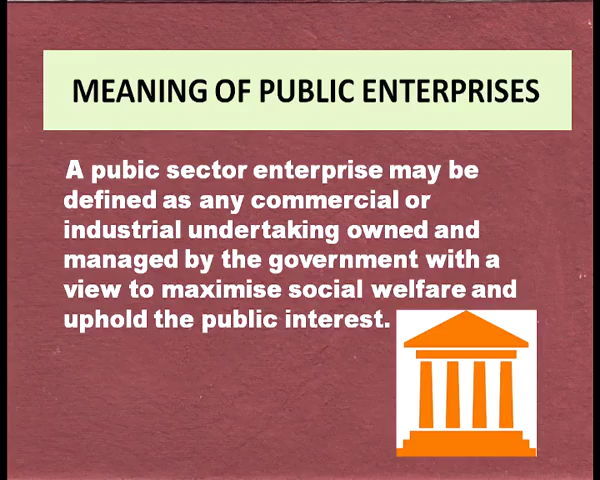 MEANING OF PUBLIC ENTERPRISES
A pubic sector enterprise may be
defined as any commercial or
industrial undertaking owned and
managed by the government with a
view to maximise social welfare and
uphold the public interest.